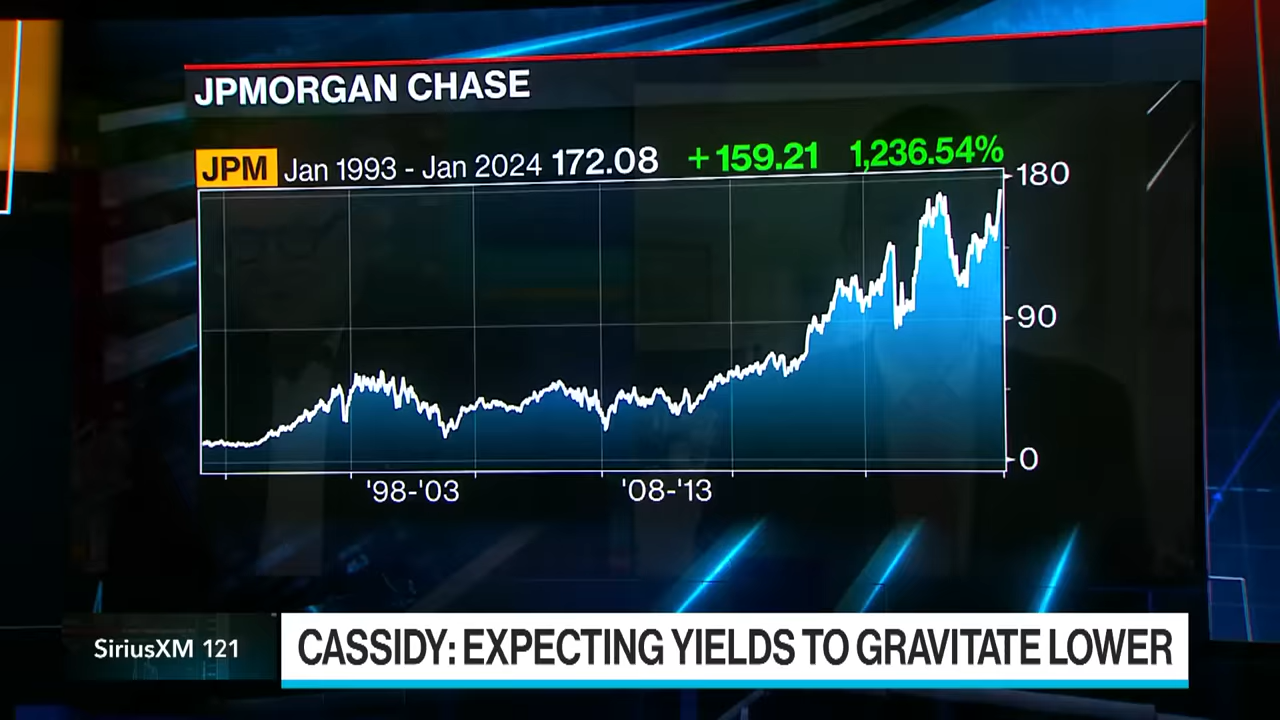 JPMORGAN CHASE
JPM Jan 1993 - Jan 2024 172.08 +159.21 1,236.54%
180
90
0
'98-'03 '08-'13
SiriusXM 121
CASSIDY: EXPECTING YIELDS TO GRAVITATE LOWER